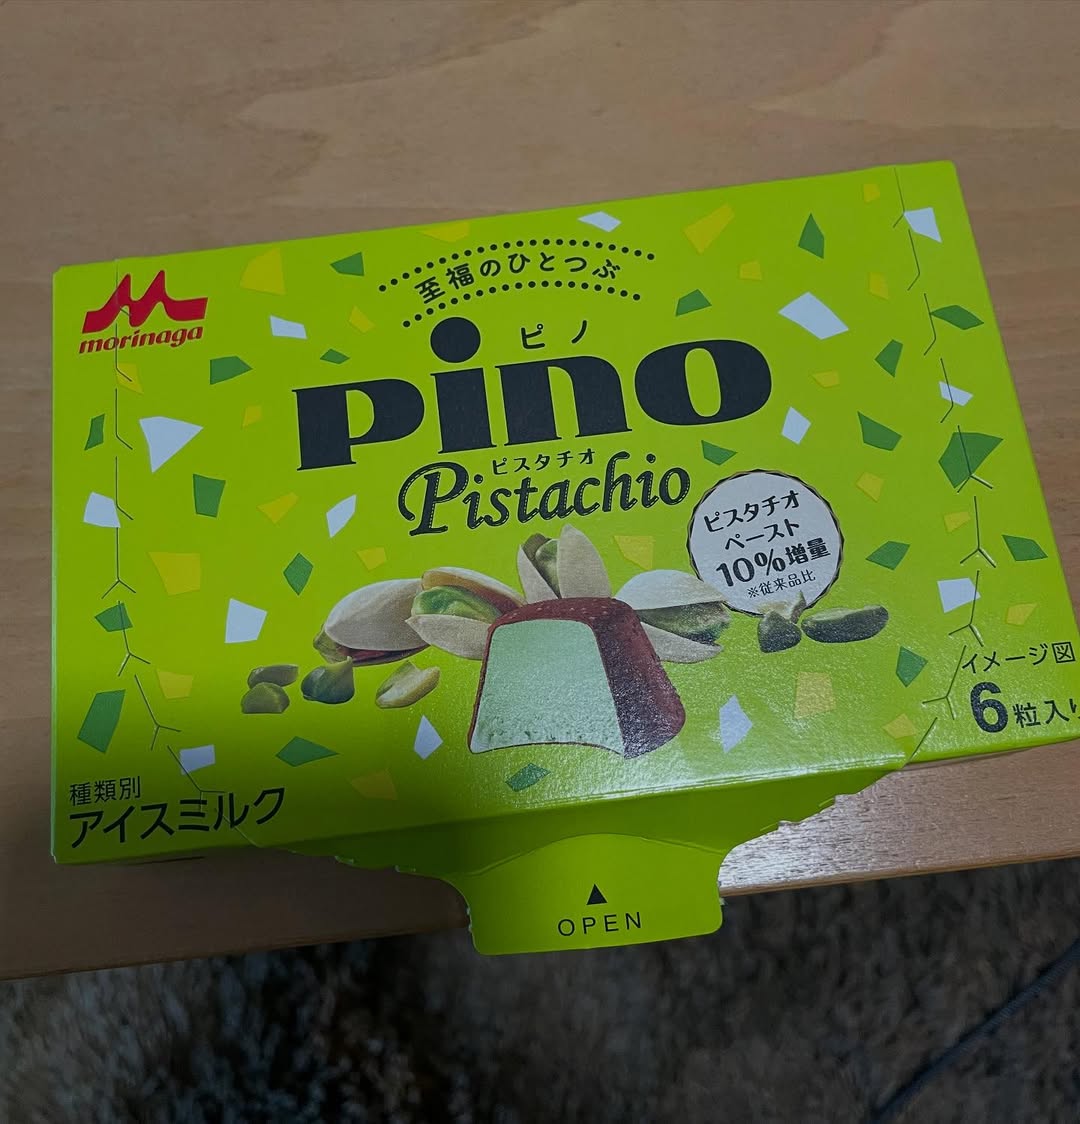 morinaga
至福のひとつぶ
ピノ
pino
ピスタチオ
Pistachio
ピスタチオ
ペースト
10%増量
※従来品比
イメージ図
6粒入り
種類別
アイスミルク
▲
OPEN